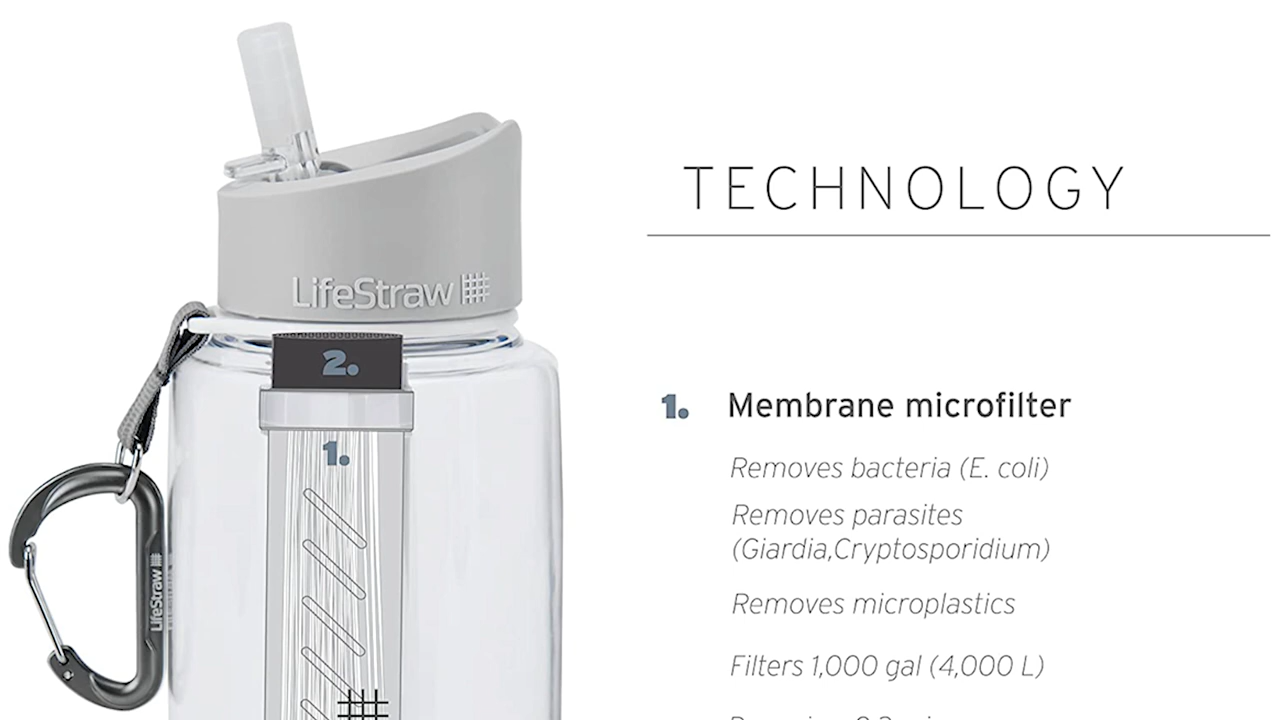 TECHNOLOGY
LifeStraw
2.
1.
1. Membrane microfilter
Removes bacteria (E. coli)
Removes parasites
(Giardia,Cryptosporidium)
Removes microplastics
Filters 1,000 gal (4,000 L)
LifeStraw